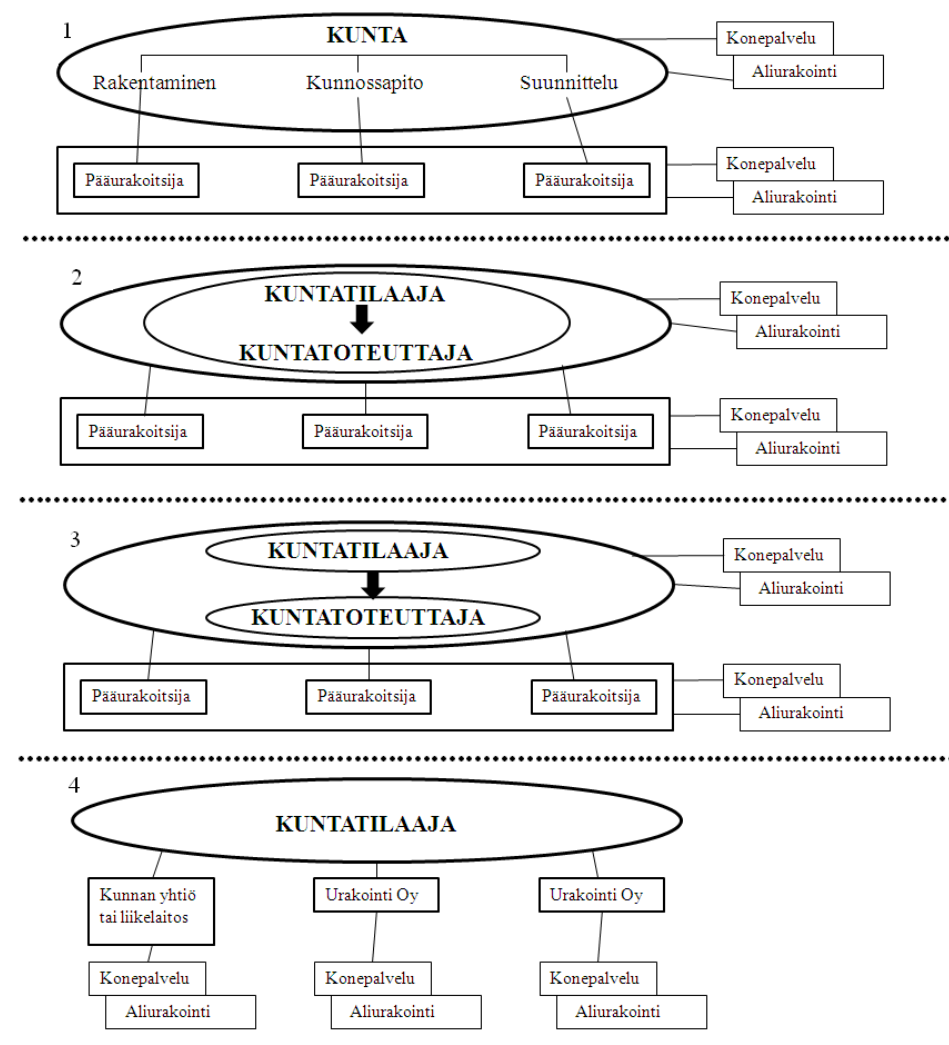 1
KUNTA
Rakentaminen
Kunnossapito
Suunnittelu
Konepalvelu
Aliurakointi
Pääurakoitsija
Pääurakoitsija
Pääurakoitsija
Konepalvelu
Aliurakointi
2
KUNTATILAAJA
KUNTATOTEUTTAJA
Konepalvelu
Aliurakointi
Pääurakoitsija
Pääurakoitsija
Pääurakoitsija
Konepalvelu
Aliurakointi
3
KUNTATILAAJA
KUNTATOTEUTTAJA
Konepalvelu
Aliurakointi
Pääurakoitsija
Pääurakoitsija
Pääurakoitsija
Konepalvelu
Aliurakointi
4
KUNTATILAAJA
Kunnan yhtiö
tai liikelaitos
Urakointi Oy
Urakointi Oy
Konepalvelu
Aliurakointi
Konepalvelu
Aliurakointi
Konepalvelu
Aliurakointi